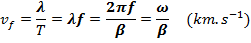 v_f = λ/T = λf = 2πf/β = ω/β (km.s⁻¹)